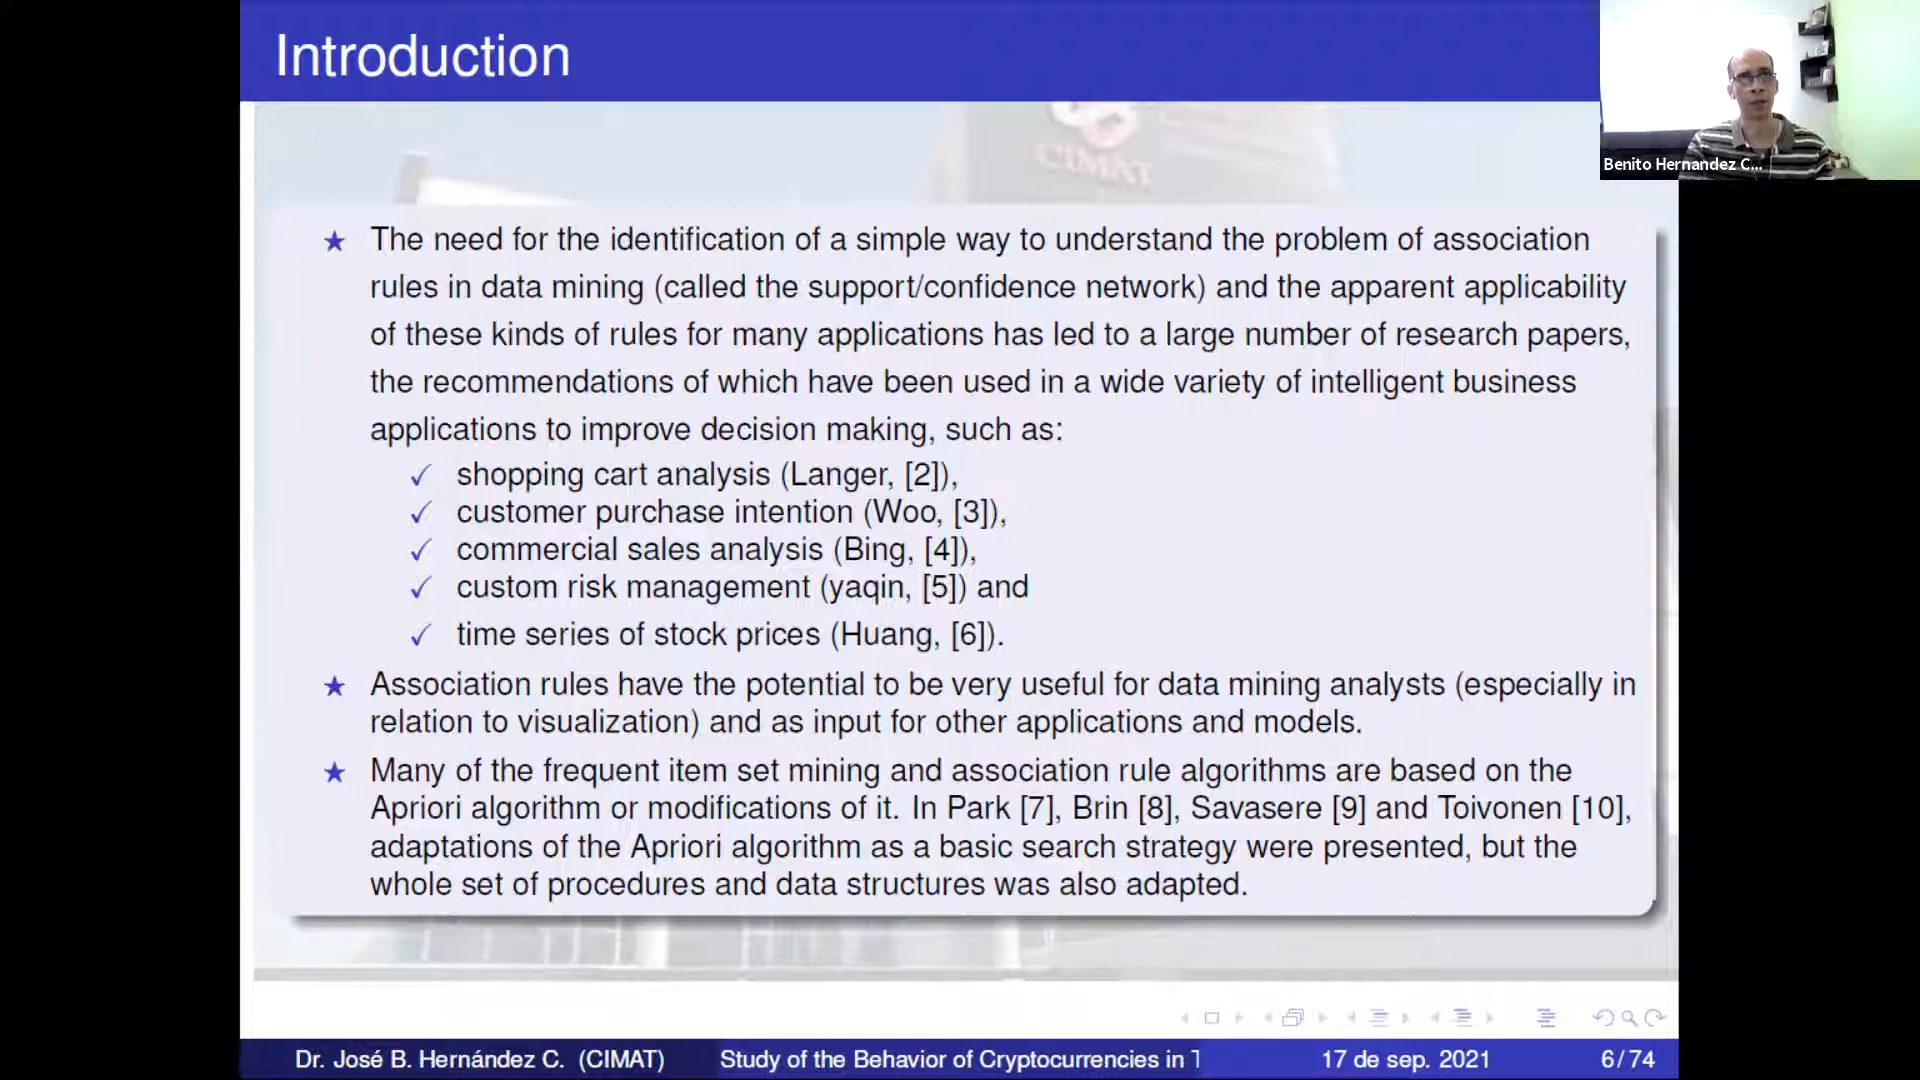 Introduction
Benito Hernandez C...
CIMAT
★ The need for the identification of a simple way to understand the problem of association
rules in data mining (called the support/confidence network) and the apparent applicability
of these kinds of rules for many applications has led to a large number of research papers,
the recommendations of which have been used in a wide variety of intelligent business
applications to improve decision making, such as:
✓ shopping cart analysis (Langer, [2]),
✓ customer purchase intention (Woo, [3]),
✓ commercial sales analysis (Bing, [4]),
✓ custom risk management (yaqin, [5]) and
✓ time series of stock prices (Huang, [6]).
★ Association rules have the potential to be very useful for data mining analysts (especially in
relation to visualization) and as input for other applications and models.
★ Many of the frequent item set mining and association rule algorithms are based on the
Apriori algorithm or modifications of it. In Park [7], Brin [8], Savasere [9] and Toivonen [10],
adaptations of the Apriori algorithm as a basic search strategy were presented, but the
whole set of procedures and data structures was also adapted.
Dr. José B. Hernández C. (CIMAT) Study of the Behavior of Cryptocurrencies in T 17 de sep. 2021 6/74